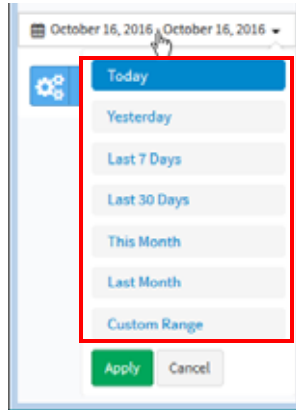 October 16, 2016 - October 16, 2016
Today
Yesterday
Last 7 Days
Last 30 Days
This Month
Last Month
Custom Range
Apply Cancel